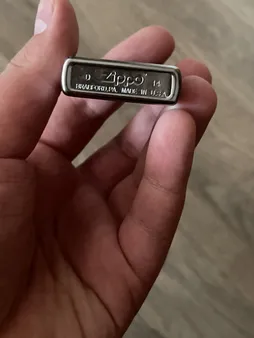 D Zippo 14
BRADFORD, PA. MADE IN U.S.A.